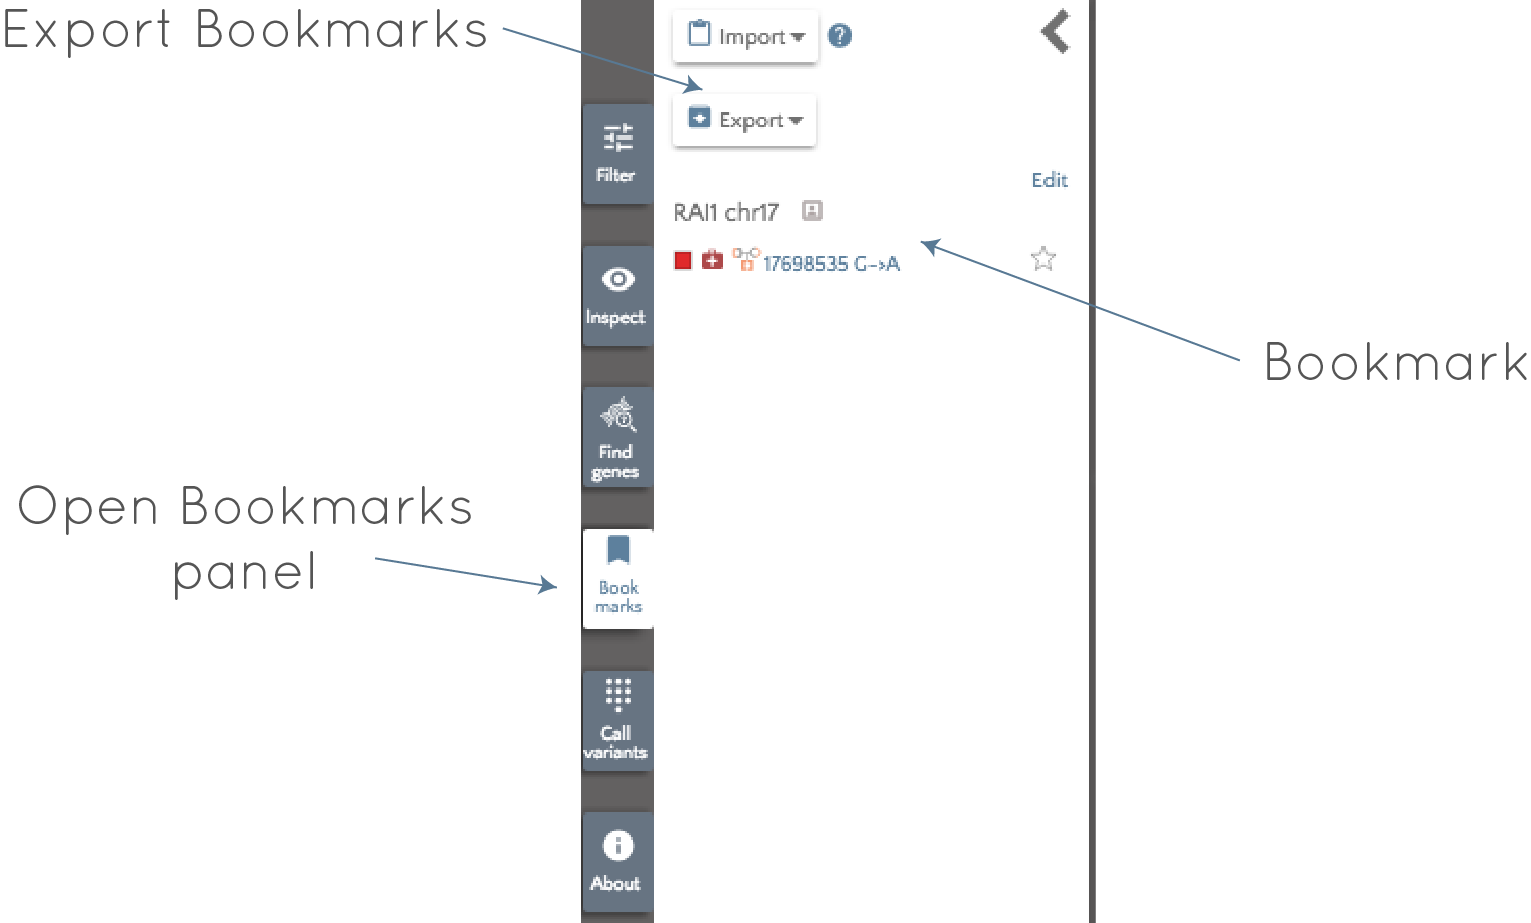 Export Bookmarks
Import
?
Export
Filter
Edit
RAI1 chr17
17698535 G->A
Inspect
Bookmark
Find
genes
Open Bookmarks
panel
Book
marks
Call
variants
About